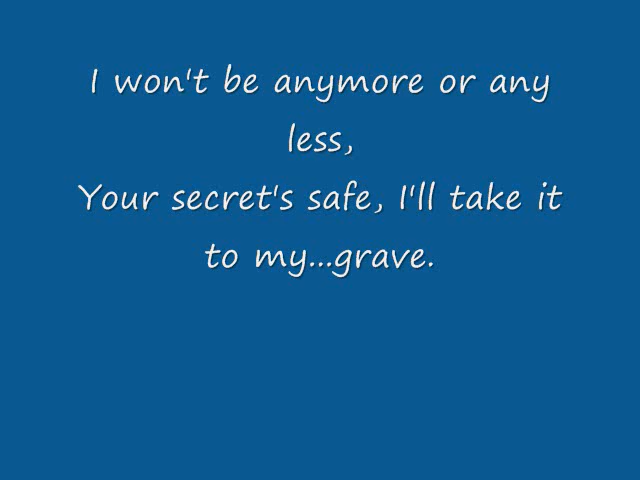 I won't be anymore or any
less,
Your secret's safe, I'll take it
to my...grave.